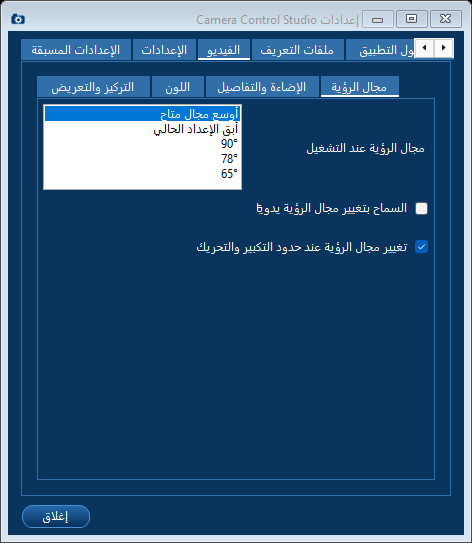 إعدادات Camera Control Studio
ول التطبيق
ملفات التعريف
الفيديو
الإعدادات
الإعدادات المسبقة
مجال الرؤية
الإضاءة والتفاصيل
اللون
التركيز والتعريض
مجال الرؤية عند التشغيل
أوسع مجال متاح
أبق الإعداد الحالي
90°
78°
65°
السماح بتغيير مجال الرؤية يدويًا
تغيير مجال الرؤية عند حدود التكبير والتحريك
إغلاق